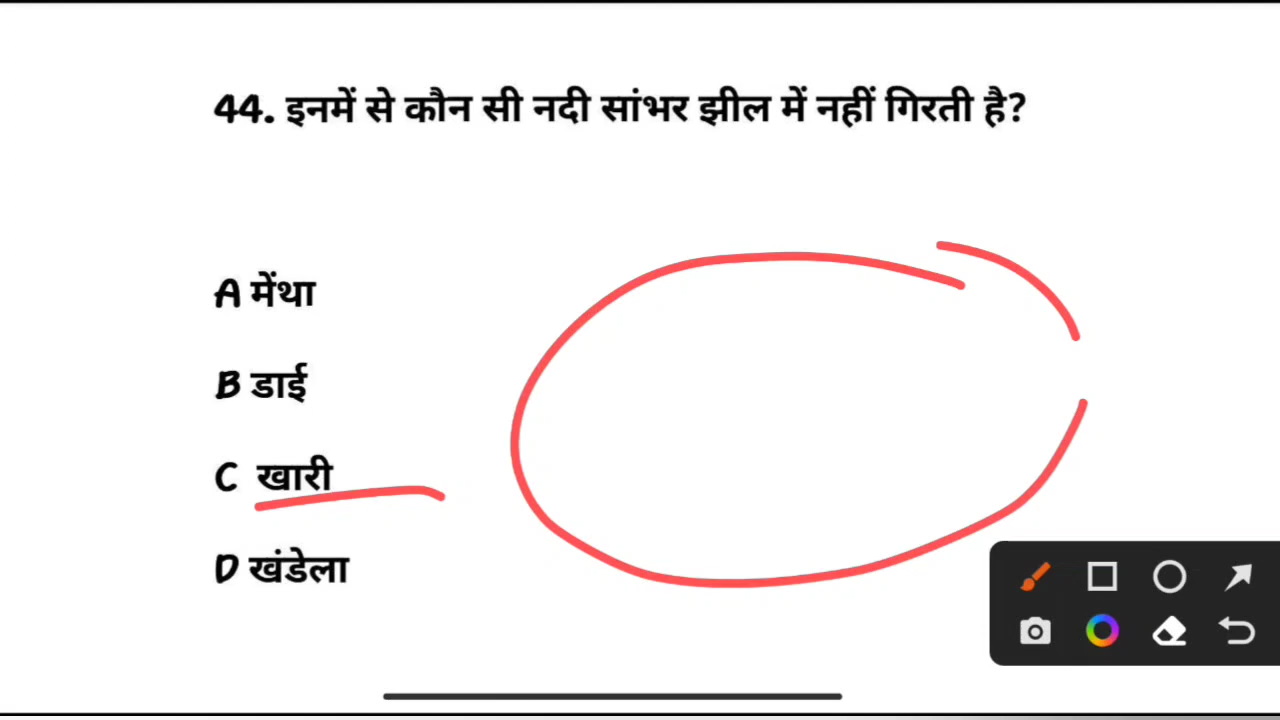 44. इनमें से कौन सी नदी सांभर झील में नहीं गिरती है?
A मेंथा
B डाई
C खारी
D खंडेला